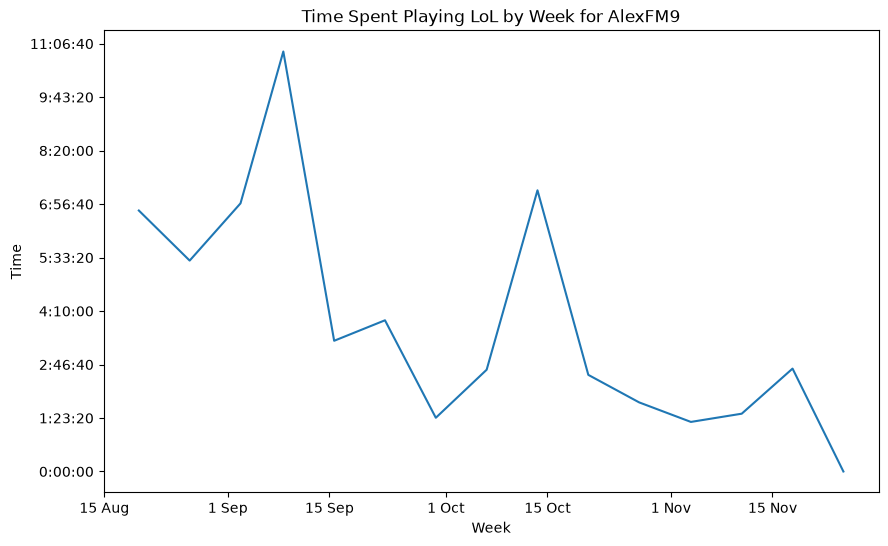 Time Spent Playing LoL by Week for AlexFM9
11:06:40
9:43:20
8:20:00
6:56:40
5:33:20
4:10:00
2:46:40
1:23:20
0:00:00
Time
15 Aug 1 Sep 15 Sep 1 Oct 15 Oct 1 Nov 15 Nov
Week